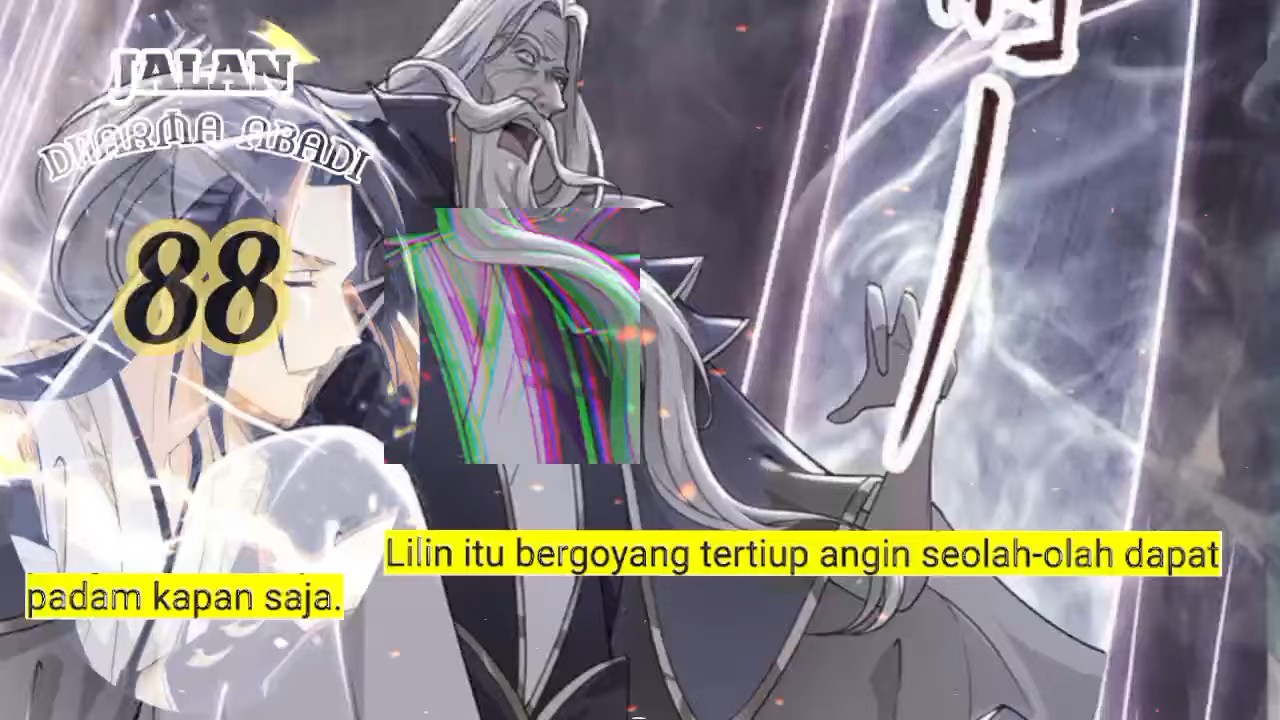 JALAN
DHARMA ABADI
88
Lilin itu bergoyang tertiup angin seolah-olah dapat
padam kapan saja.